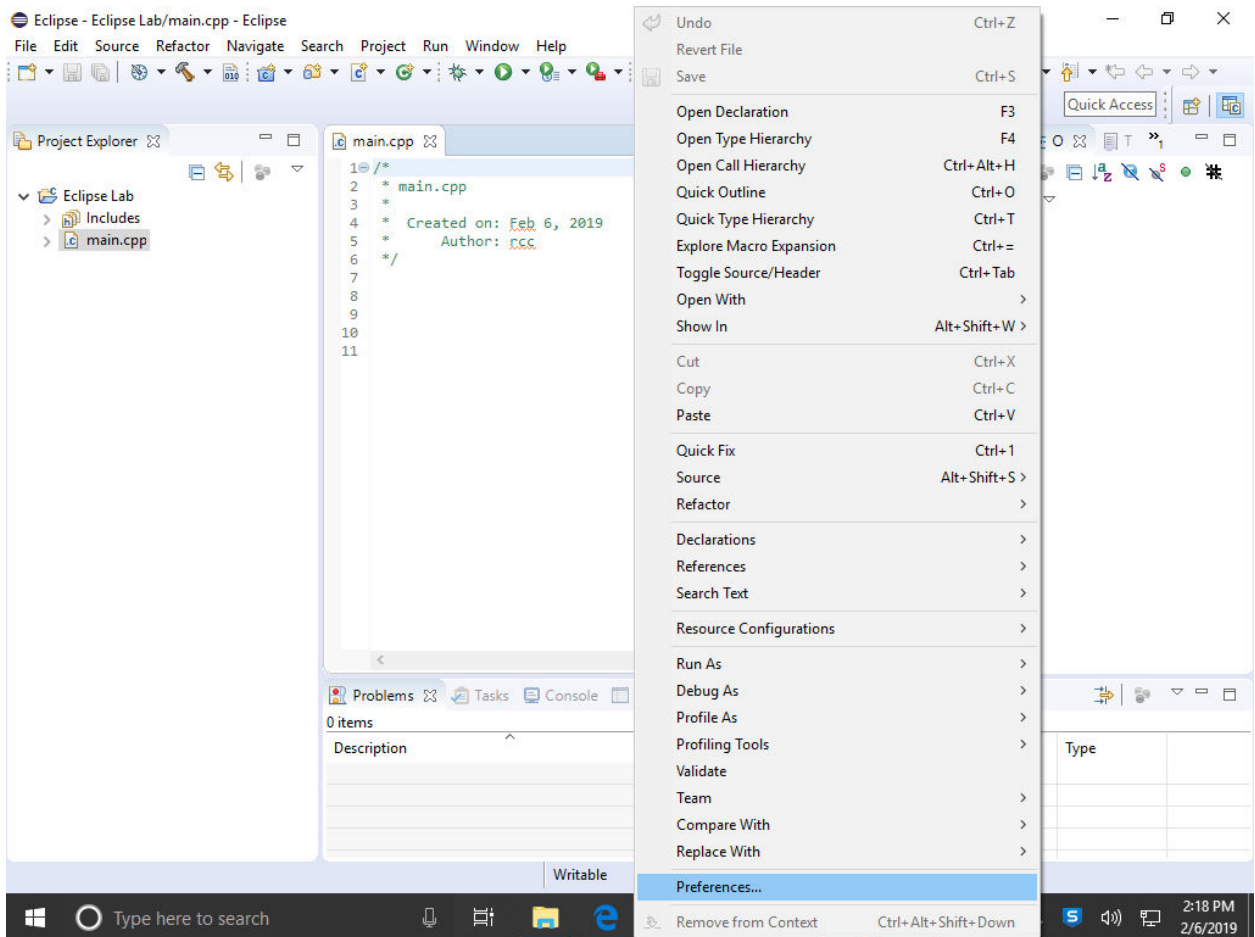 Eclipse - Eclipse Lab/main.cpp - Eclipse
File Edit Source Refactor Navigate Search Project Run Window Help
Quick Access
Project Explorer
Eclipse Lab
Includes
main.cpp
main.cpp
1 /*
2 * main.cpp
3 *
4 * Created on: Feb 6, 2019
5 * Author: rcc
6 */
7
8
9
10
11
O T 1
Undo Ctrl+Z
Revert File
Save Ctrl+S
Open Declaration F3
Open Type Hierarchy F4
Open Call Hierarchy Ctrl+Alt+H
Quick Outline Ctrl+O
Quick Type Hierarchy Ctrl+T
Explore Macro Expansion Ctrl+=
Toggle Source/Header Ctrl+Tab
Open With
Show In Alt+Shift+W
Cut Ctrl+X
Copy Ctrl+C
Paste Ctrl+V
Quick Fix Ctrl+1
Source Alt+Shift+S
Refactor
Declarations
References
Search Text
Resource Configurations
Run As
Debug As
Profile As
Profiling Tools
Validate
Team
Compare With
Replace With
Preferences...
Remove from Context Ctrl+Alt+Shift+Down
Problems Tasks Console
0 items
Description Type
Writable
Type here to search
2:18 PM
2/6/2019